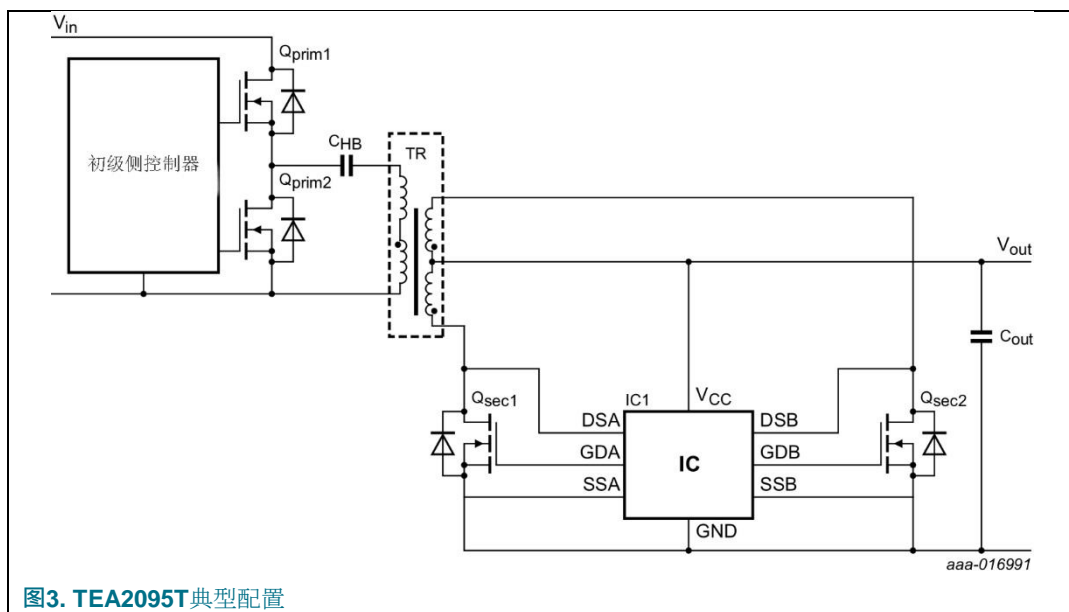 Vin
Qprim1
初级侧控制器
CHB
TR
Qprim2
Vout
Cout
Qsec1
IC1
VCC
Qsec2
DSA
DSB
GDA
IC
GDB
SSA
SSB
GND
aaa-016991
图3. TEA2095T典型配置